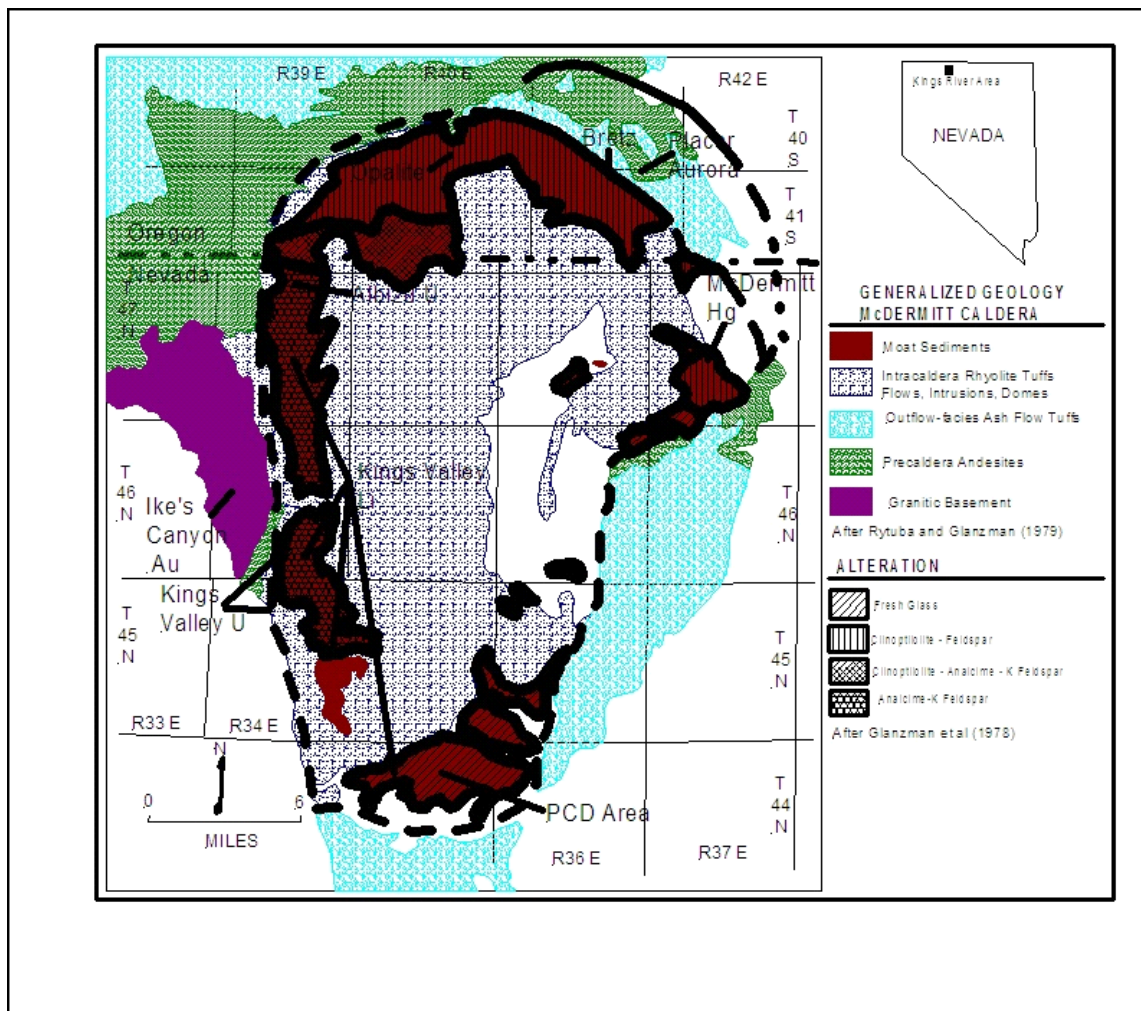 R39 E
R40 E
R42 E
T
40
S
Bretz
Placer
Aurora
Opalite
T
41
S
Oregon
Nevada
T
47
N
Albisu U
McDermitt
Hg
Kings Valley
U
T
46
N
Ike's
Canyon
Au
Kings
Valley U
T
46
N
T
45
N
T
45
N
R33 E
R34 E
N
0
6
MILES
PCD Area
T
44
N
R36 E
R37 E
Kings River Area
NEVADA
GENERALIZED GEOLOGY
McDERMITT CALDERA
Moat Sediments
Intracaldera Rhyolite Tuffs
Flows, Intrusions, Domes
Outflow-facies Ash Flow Tuffs
Precaldera Andesites
Granitic Basement
After Rytuba and Glanzman (1979)
ALTERATION
Fresh Glass
Clinoptilolite - Feldspar
Clinoptilolite - Analcime - K Feldspar
Analcime-K Feldspar
After Glanzman et al (1978)